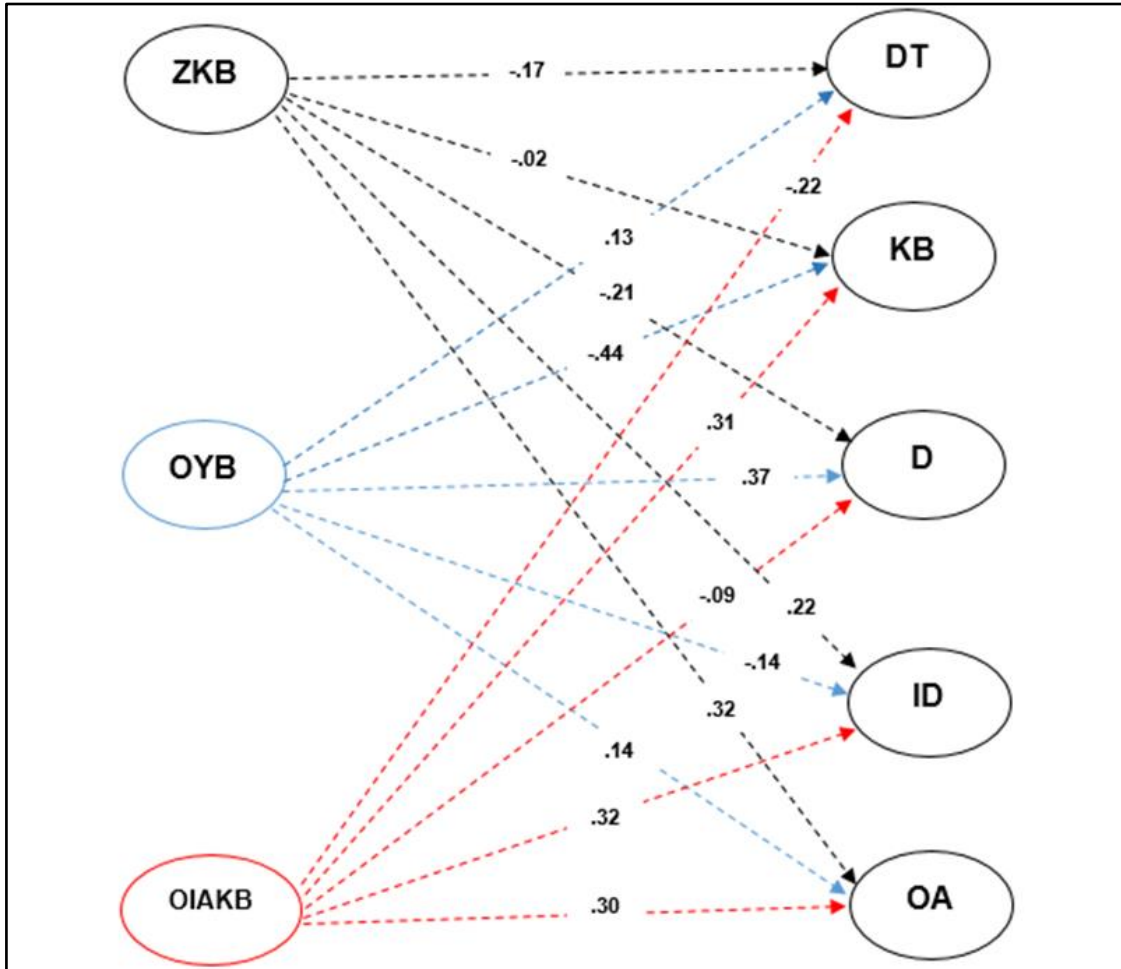 DT
ZKB
-.17
-.02
-.22
.13
KB
-.21
-.44
.31
D
OYB
.37
-.09
.22
-.14
ID
.32
.14
.32
OIAKB
.30
OA